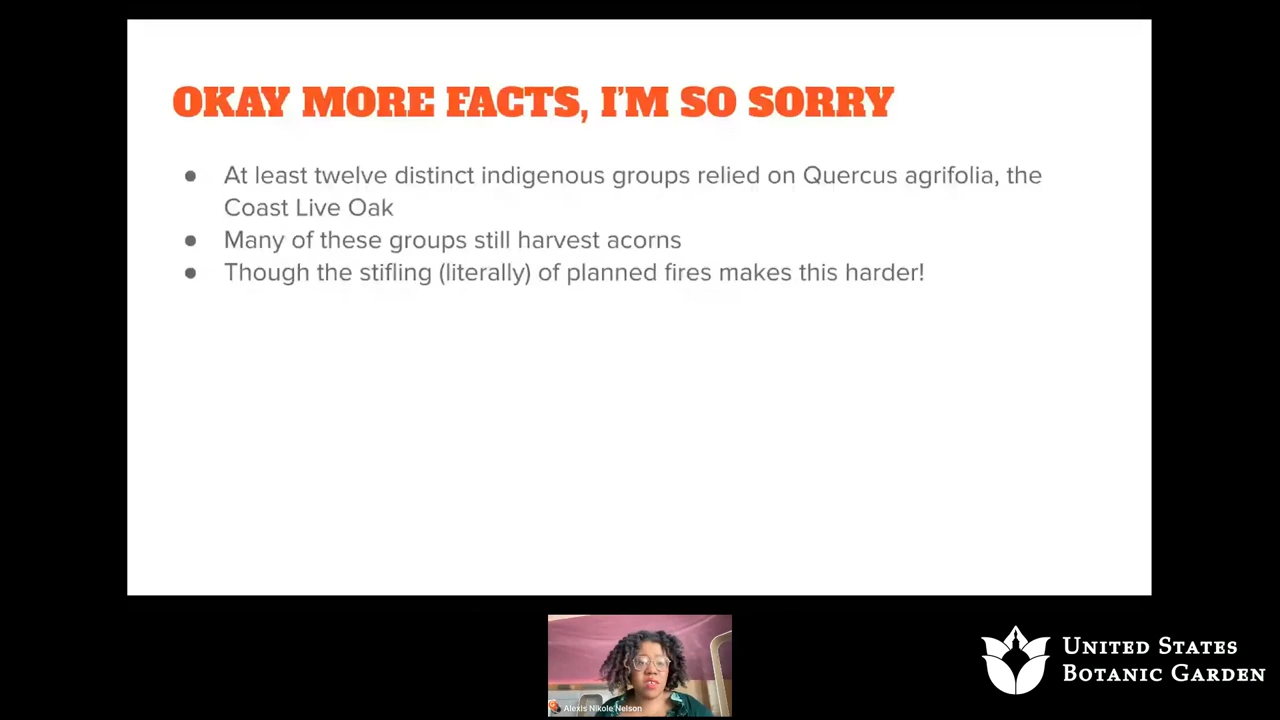 OKAY MORE FACTS, I'M SO SORRY
● At least twelve distinct indigenous groups relied on Quercus agrifolia, the
Coast Live Oak
● Many of these groups still harvest acorns
● Though the stifling (literally) of planned fires makes this harder!
Alexis Nikole Nelson
UNITED STATES
BOTANIC GARDEN